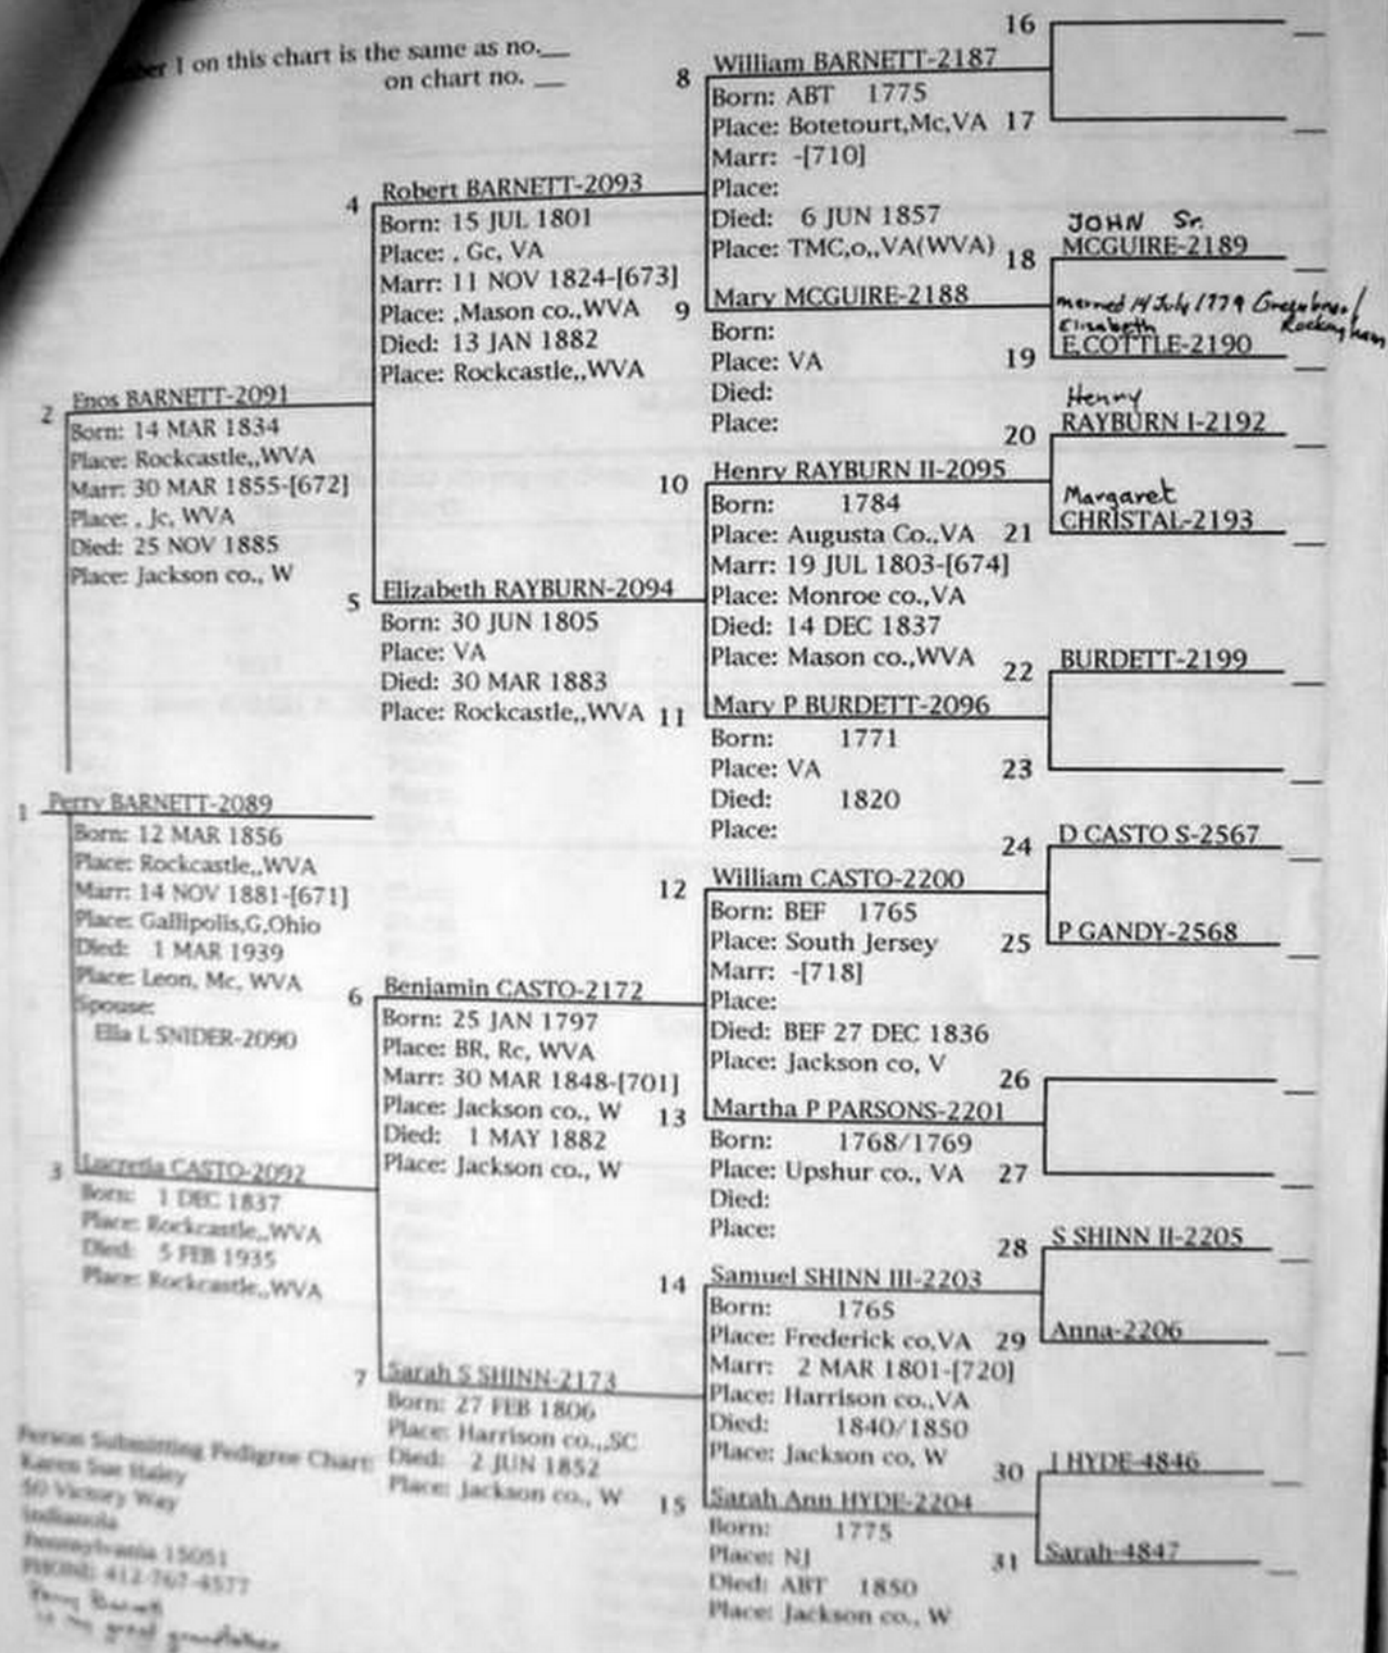 ber 1 on this chart is the same as no.__
on chart no. __
1
Perry BARNETT-2089
Born: 12 MAR 1856
Place: Rockcastle,,WVA
Marr: 14 NOV 1881-[671]
Place: Gallipolis,G,Ohio
Died: 1 MAR 1939
Place: Leon, Mc, WVA
Spouse:
Ella L SNIDER-2090
2
Enos BARNETT-2091
Born: 14 MAR 1834
Place: Rockcastle,,WVA
Marr: 30 MAR 1855-[672]
Place: , Jc, WVA
Died: 25 NOV 1885
Place: Jackson co., W
3
Lucretia CASTO-2092
Born: 1 DEC 1837
Place: Rockcastle,,WVA
Died: 5 FEB 1935
Place: Rockcastle,,WVA
4
Robert BARNETT-2093
Born: 15 JUL 1801
Place: , Gc, VA
Marr: 11 NOV 1824-[673]
Place: ,Mason co.,WVA
Died: 13 JAN 1882
Place: Rockcastle,,WVA
5
Elizabeth RAYBURN-2094
Born: 30 JUN 1805
Place: VA
Died: 30 MAR 1883
Place: Rockcastle,,WVA
6
Benjamin CASTO-2172
Born: 25 JAN 1797
Place: BR, Rc, WVA
Marr: 30 MAR 1848-[701]
Place: Jackson co., W
Died: 1 MAY 1882
Place: Jackson co., W
7
Sarah S SHINN-2173
Born: 27 FEB 1806
Place: Harrison co.,,SC
Died: 2 JUN 1852
Place: Jackson co., W
8
William BARNETT-2187
Born: ABT 1775
Place: Botetourt,Mc,VA
Marr: -[710]
Place:
Died: 6 JUN 1857
Place: TMC,o,,VA(WVA)
9
Mary MCGUIRE-2188
Born:
Place: VA
Died:
Place:
10
Henry RAYBURN II-2095
Born: 1784
Place: Augusta Co.,VA
Marr: 19 JUL 1803-[674]
Place: Monroe co.,VA
Died: 14 DEC 1837
Place: Mason co.,WVA
11
Mary P BURDETT-2096
Born: 1771
Place: VA
Died: 1820
Place:
12
William CASTO-2200
Born: BEF 1765
Place: South Jersey
Marr: -[718]
Place:
Died: BEF 27 DEC 1836
Place: Jackson co, V
13
Martha P PARSONS-2201
Born: 1768/1769
Place: Upshur co., VA
Died:
Place:
14
Samuel SHINN III-2203
Born: 1765
Place: Frederick co,VA
Marr: 2 MAR 1801-[720]
Place: Harrison co.,VA
Died: 1840/1850
Place: Jackson co, W
15
Sarah Ann HYDE-2204
Born: 1775
Place: NJ
Died: ABT 1850
Place: Jackson co., W
16
17
18
JOHN Sr.
MCGUIRE-2189
married 14 July 1779 Greenbrier/
Rockingham
19
Elizabeth
E COTTLE-2190
20
Henry
RAYBURN I-2192
21
Margaret
CHRISTAL-2193
22
BURDETT-2199
23
24
D CASTO S-2567
25
P GANDY-2568
26
27
28
S SHINN II-2205
29
Anna-2206
30
J HYDE-4846
31
Sarah-4847
Person Submitting Pedigree Chart:
Karen Sue Haley
50 Victory Way
Indianola
Pennsylvania 15051
PHONE: 412-767-4577
Perry Barnett
is my great grandfather